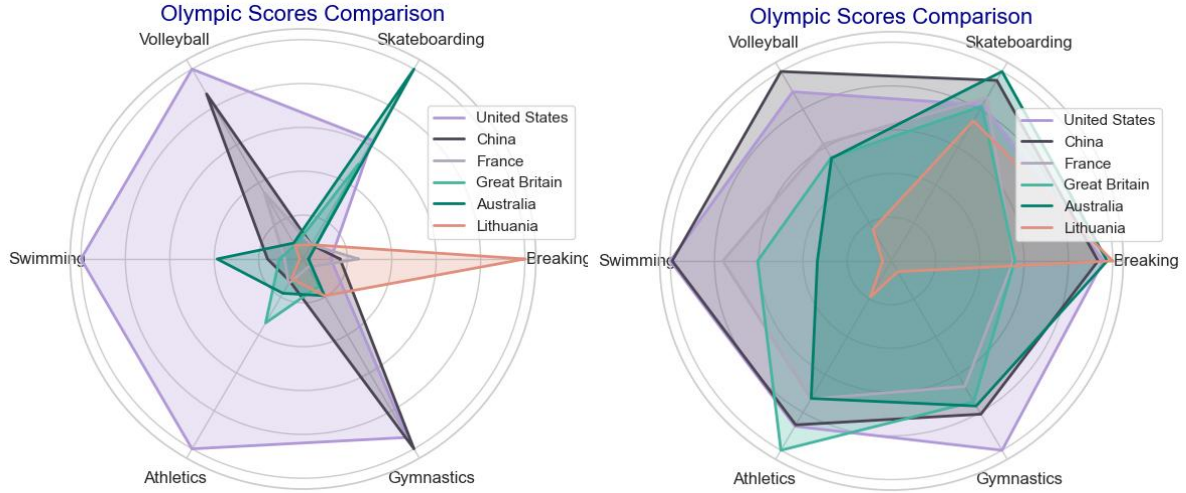 Olympic Scores Comparison
Volleyball
Skateboarding
United States
China
France
Great Britain
Australia
Lithuania
Swimming
Breaking
Athletics
Gymnastics
Olympic Scores Comparison
Volleyball
Skateboarding
United States
China
France
Great Britain
Australia
Lithuania
Swimming
Breaking
Athletics
Gymnastics